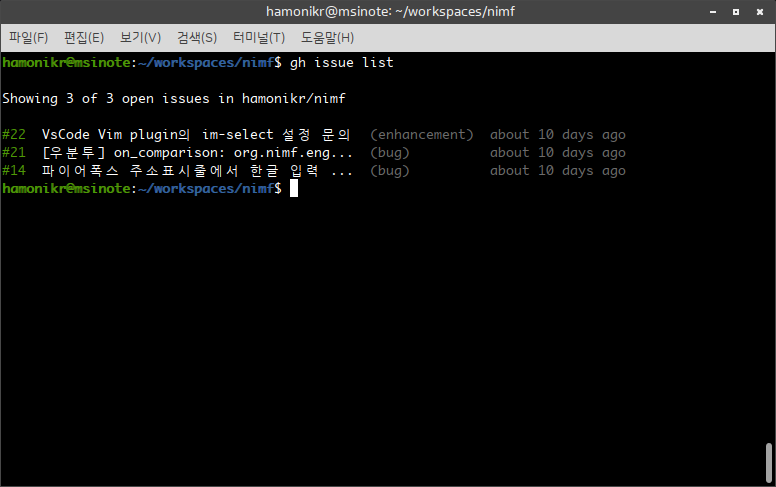 hamonikr@msinote: ~/workspaces/nimf
파일(F) 편집(E) 보기(V) 검색(S) 터미널(T) 도움말(H)
hamonikr@msinote:~/workspaces/nimf$ gh issue list
Showing 3 of 3 open issues in hamonikr/nimf
#22 VsCode Vim plugin의 im-select 설정 문의 (enhancement) about 10 days ago
#21 [우분투] on_comparison: org.nimf.eng... (bug) about 10 days ago
#14 파이어폭스 주소표시줄에서 한글 입력 ... (bug) about 10 days ago
hamonikr@msinote:~/workspaces/nimf$